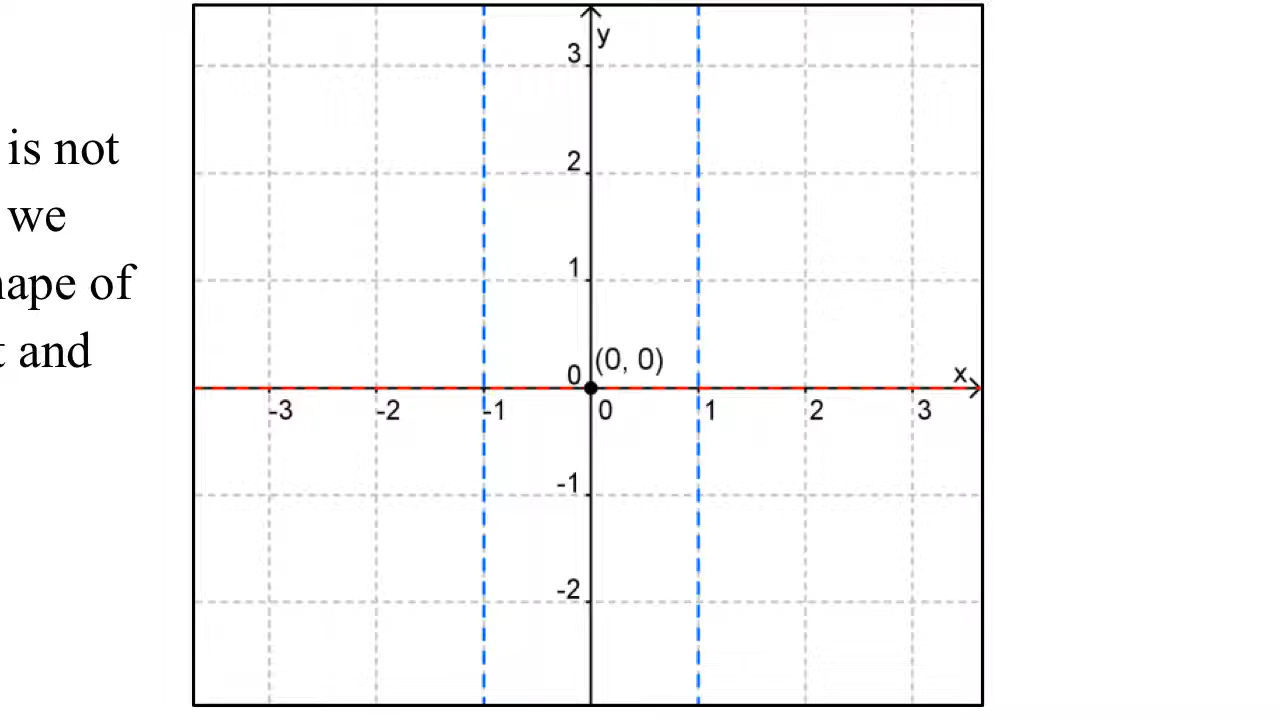 is not
we
hape of
t and
y
3
2
1
(0, 0)
0
x
-3 -2 -1 0 1 2 3
-1
-2